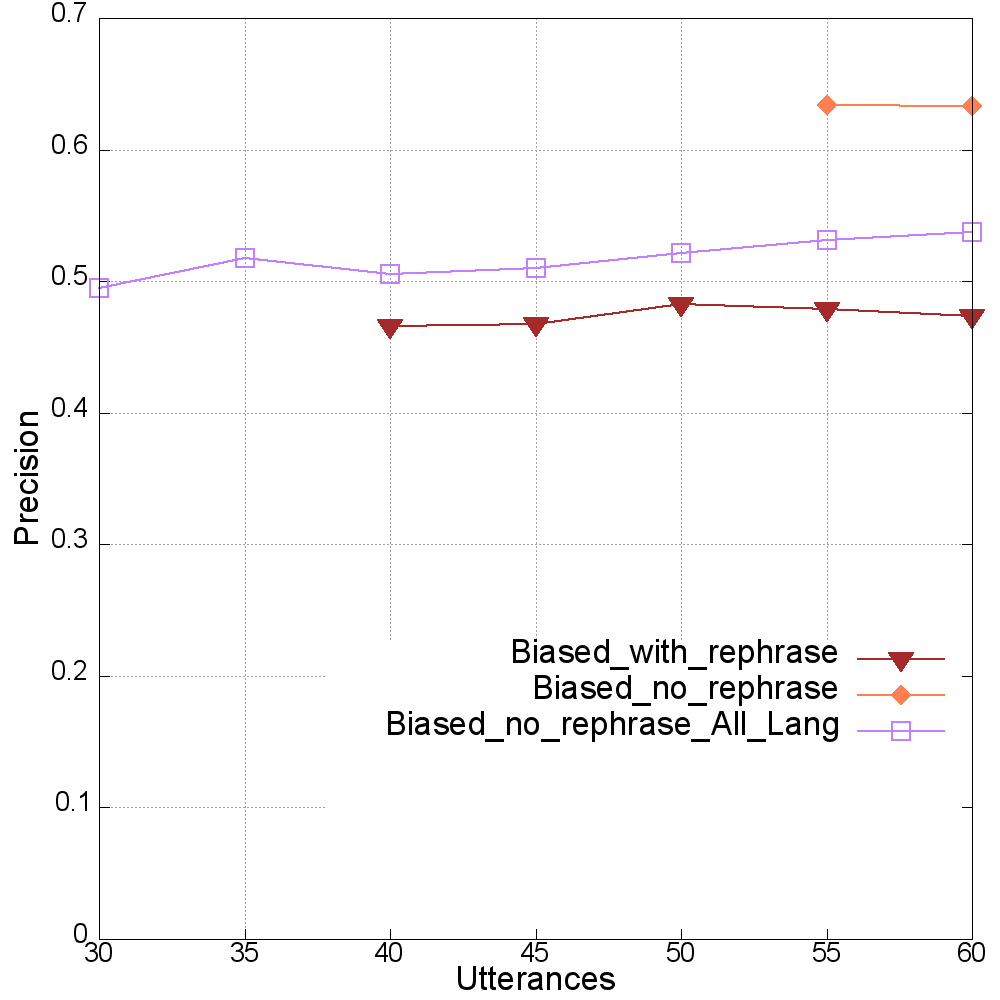 0.7
0.6
0.5
0.4
0.3
0.2
0.1
0
Precision
Biased_with_rephrase
Biased_no_rephrase
Biased_no_rephrase_All_Lang
30 35 40 45 50 55 60
Utterances